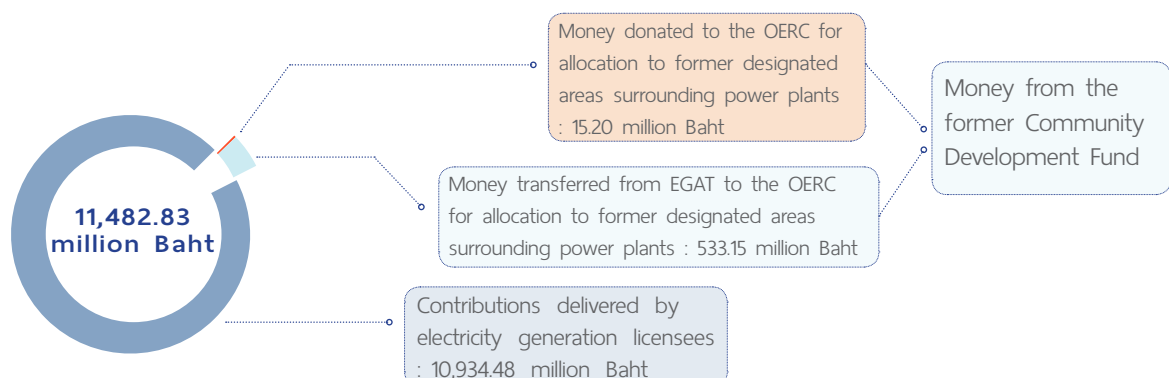 Money donated to the OERC for
allocation to former designated
areas surrounding power plants
: 15.20 million Baht
Money from the
former Community
Development Fund
Money transferred from EGAT to the OERC
for allocation to former designated areas
surrounding power plants : 533.15 million Baht
11,482.83
million Baht
Contributions delivered by
electricity generation licensees
: 10,934.48 million Baht